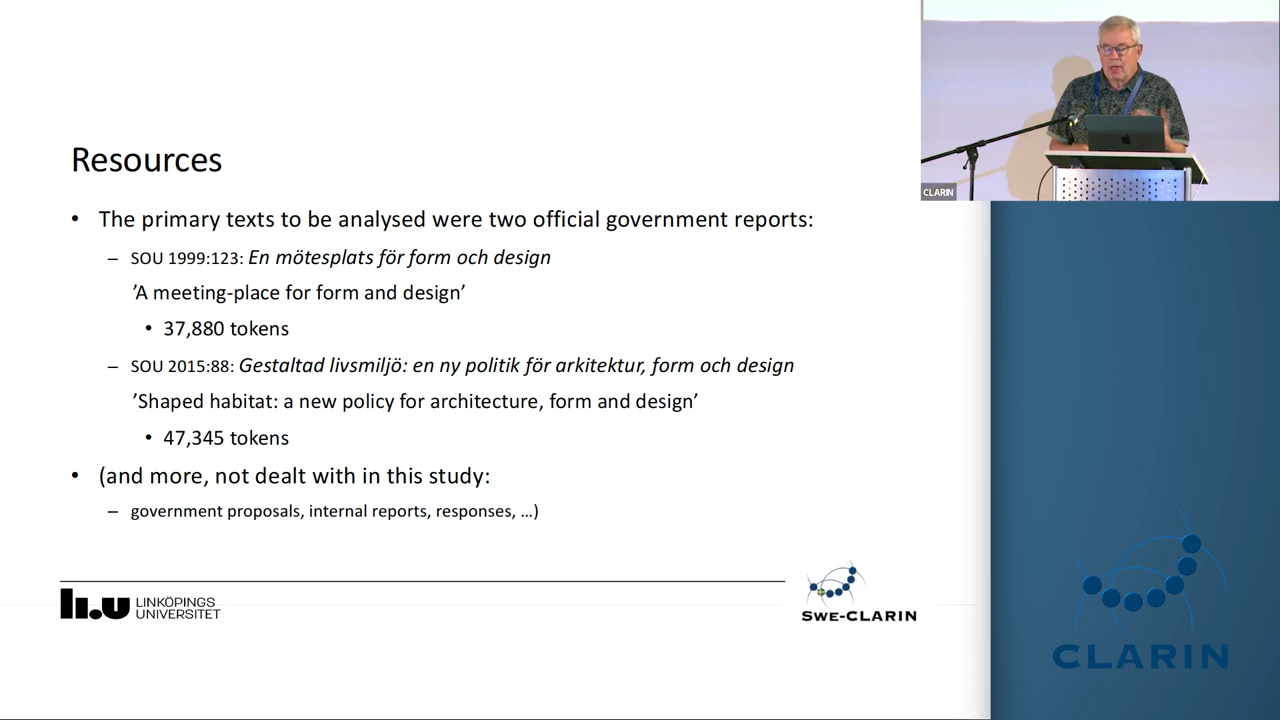 Resources
• The primary texts to be analysed were two official government reports:
– SOU 1999:123: En mötesplats för form och design
’A meeting-place for form and design’
• 37,880 tokens
– SOU 2015:88: Gestaltad livsmiljö: en ny politik för arkitektur, form och design
’Shaped habitat: a new policy for architecture, form and design’
• 47,345 tokens
• (and more, not dealt with in this study:
– government proposals, internal reports, responses, …)
LINKÖPINGS
UNIVERSITET
SWE-CLARIN
CLARIN
CLARIN